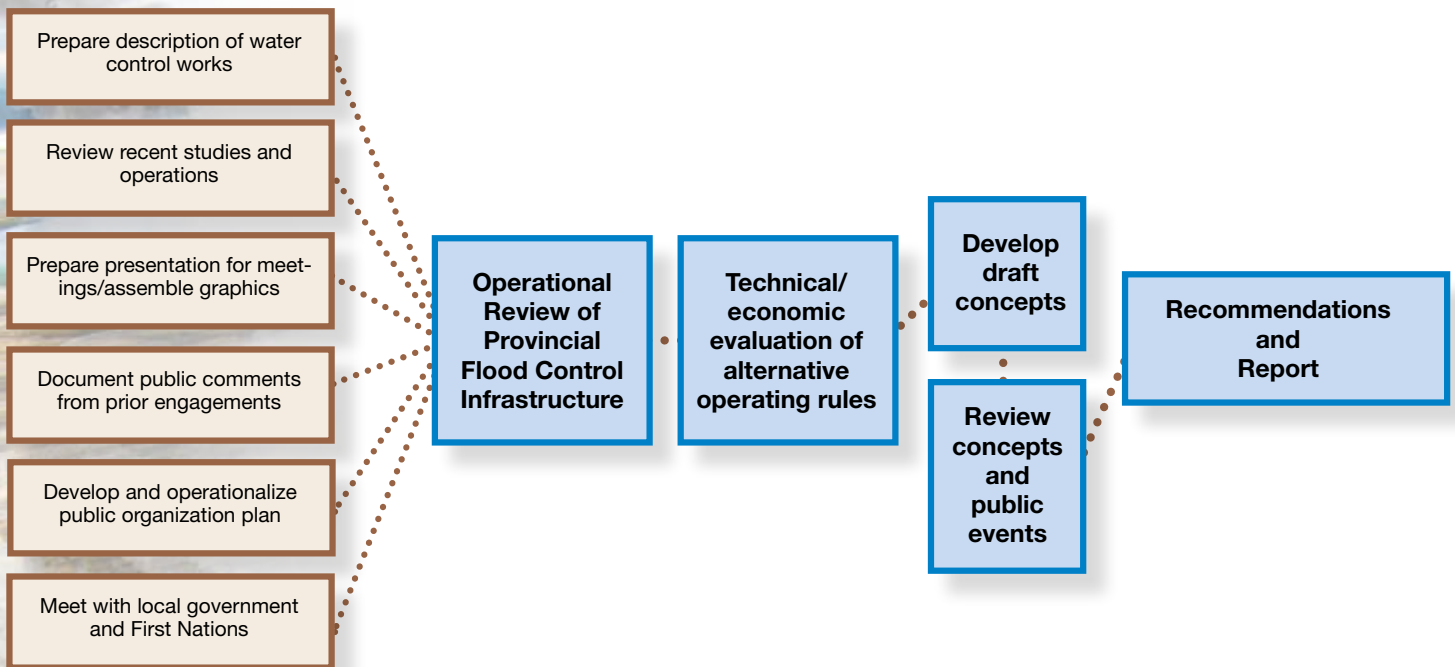 Prepare description of water
control works
Review recent studies and
operations
Prepare presentation for meet-
ings/assemble graphics
Document public comments
from prior engagements
Develop and operationalize
public organization plan
Meet with local government
and First Nations
Operational
Review of
Provincial
Flood Control
Infrastructure
Technical/
economic
evaluation of
alternative
operating rules
Develop
draft
concepts
Review
concepts
and
public
events
Recommendations
and
Report